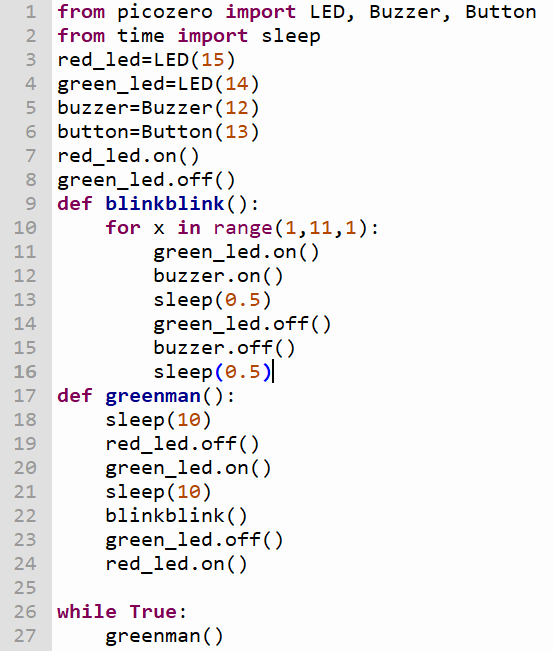 1 from picozero import LED, Buzzer, Button
2 from time import sleep
3 red_led=LED(15)
4 green_led=LED(14)
5 buzzer=Buzzer(12)
6 button=Button(13)
7 red_led.on()
8 green_led.off()
9 def blinkblink():
10     for x in range(1,11,1):
11         green_led.on()
12         buzzer.on()
13         sleep(0.5)
14         green_led.off()
15         buzzer.off()
16         sleep(0.5)
17 def greenman():
18     sleep(10)
19     red_led.off()
20     green_led.on()
21     sleep(10)
22     blinkblink()
23     green_led.off()
24     red_led.on()
25
26 while True:
27     greenman()